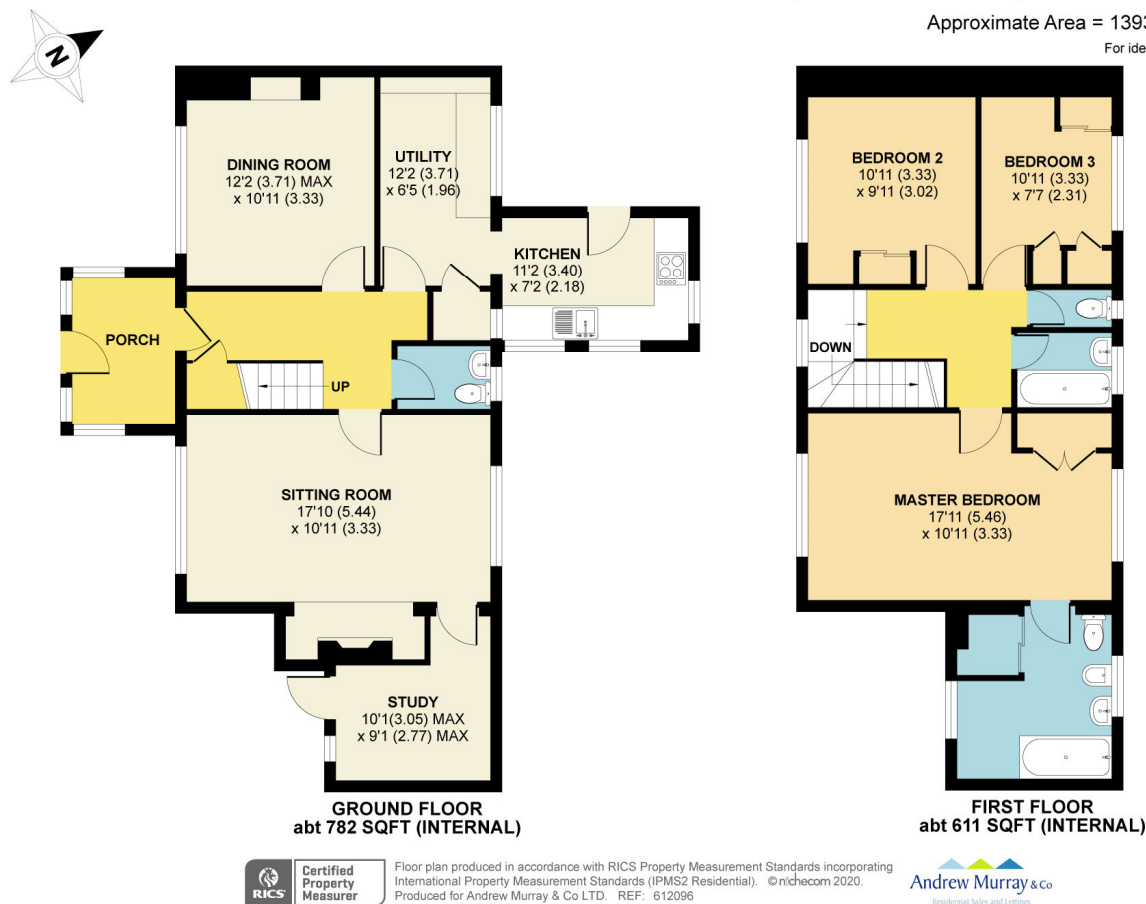 Approximate Area = 1393
For ide
N
DINING ROOM
12'2 (3.71) MAX
x 10'11 (3.33)
UTILITY
12'2 (3.71)
x 6'5 (1.96)
KITCHEN
11'2 (3.40)
x 7'2 (2.18)
PORCH
UP
SITTING ROOM
17'10 (5.44)
x 10'11 (3.33)
STUDY
10'1(3.05) MAX
x 9'1 (2.77) MAX
GROUND FLOOR
abt 782 SQFT (INTERNAL)
BEDROOM 2
10'11 (3.33)
x 9'11 (3.02)
BEDROOM 3
10'11 (3.33)
x 7'7 (2.31)
DOWN
MASTER BEDROOM
17'11 (5.46)
x 10'11 (3.33)
FIRST FLOOR
abt 611 SQFT (INTERNAL)
RICS
Certified
Property
Measurer
Floor plan produced in accordance with RICS Property Measurement Standards incorporating
International Property Measurement Standards (IPMS2 Residential). ©nichecom 2020.
Produced for Andrew Murray & Co LTD. REF: 612096
Andrew Murray & Co
Residential Sales and Lettings